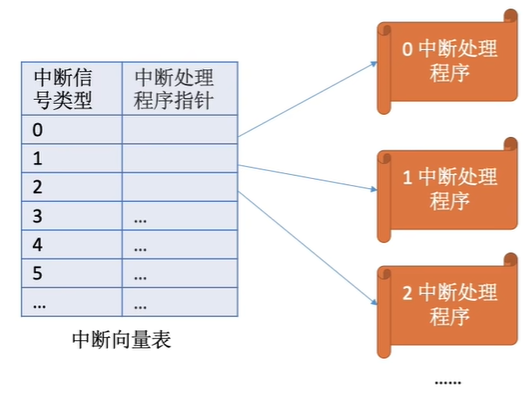 中断信
号类型
中断处理
程序指针
0
1
2
3
...
4
...
5
...
...
...
中断向量表
0 中断处理
程序
1 中断处理
程序
2 中断处理
程序
......